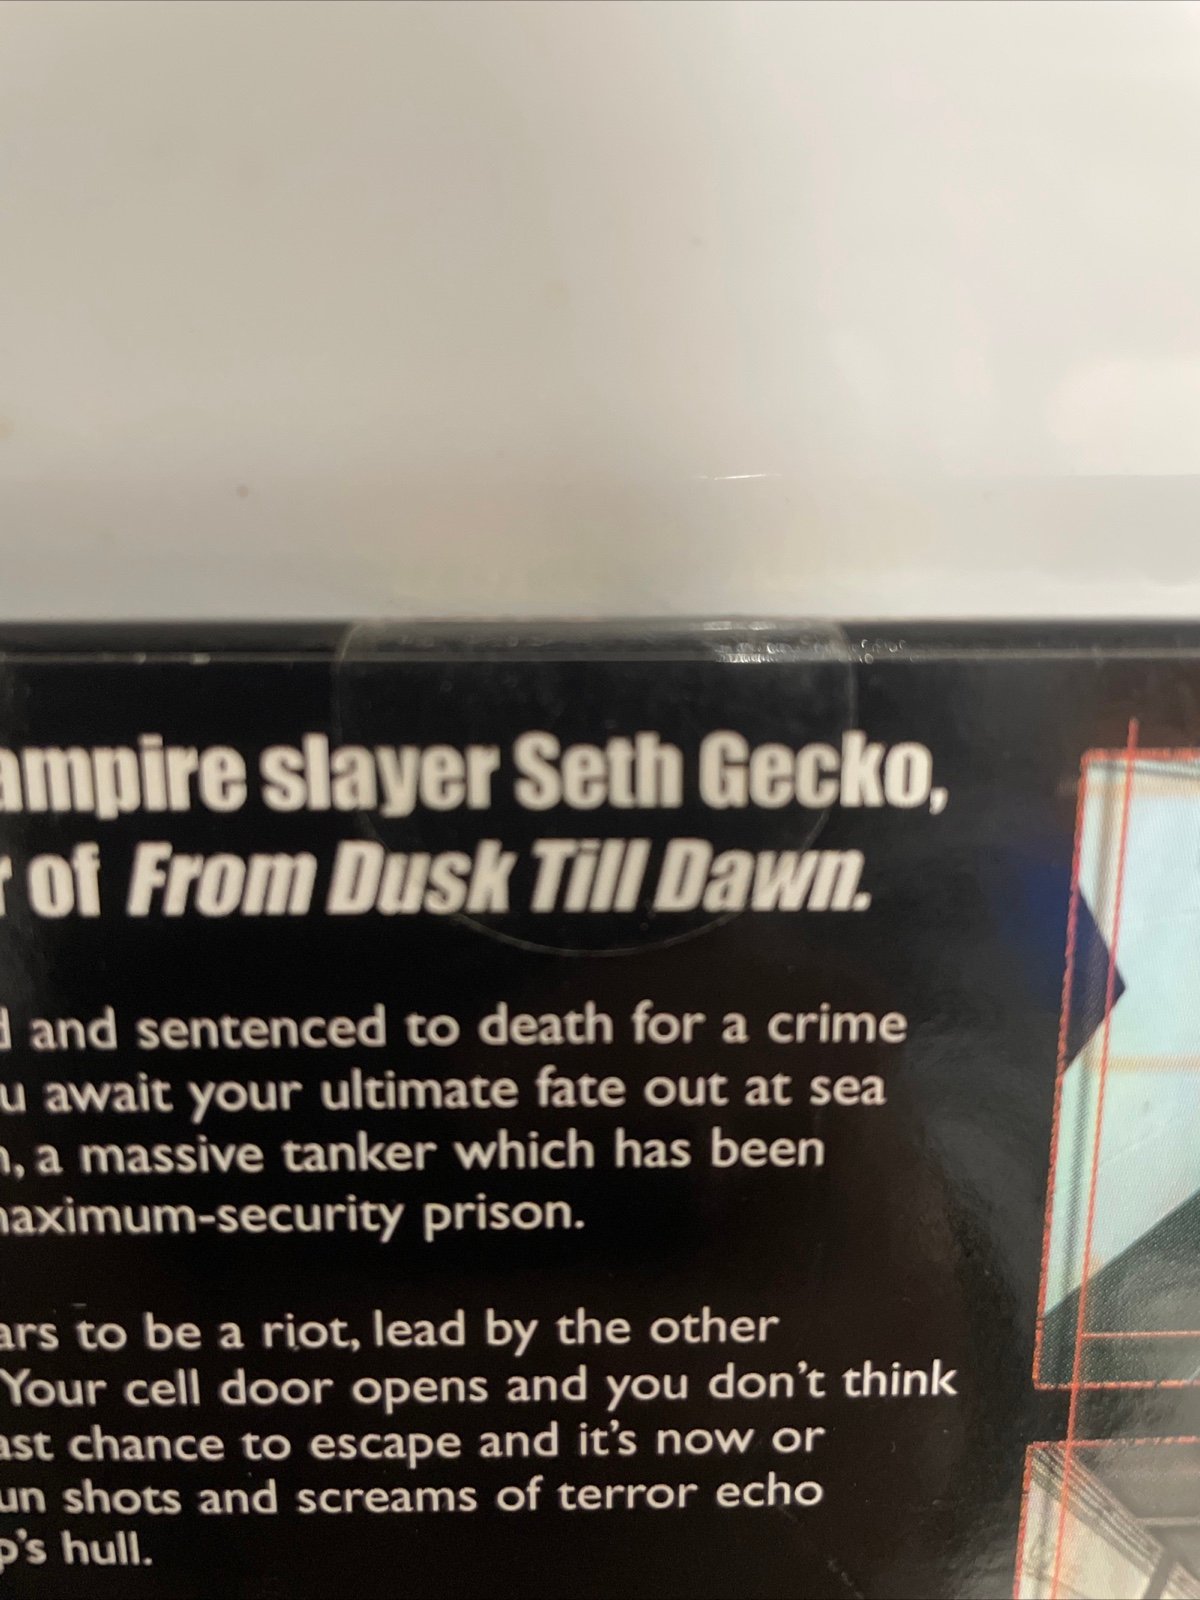 ampire slayer Seth Gecko,
r of From Dusk Till Dawn.
d and sentenced to death for a crime
u await your ultimate fate out at sea
n, a massive tanker which has been
naximum-security prison.
ars to be a riot, lead by the other
Your cell door opens and you don't think
ast chance to escape and it's now or
un shots and screams of terror echo
p's hull.